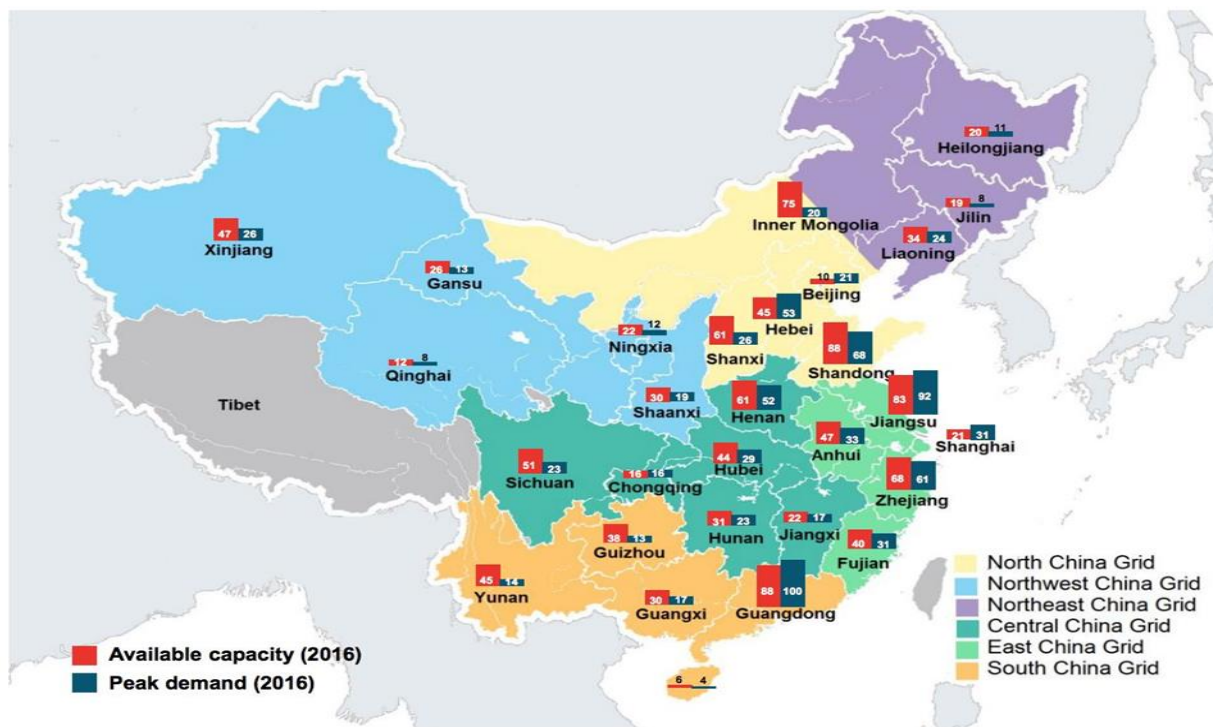 20 11
Heilongjiang
75 20
Inner Mongolia
19 8
Jilin
47 26
Xinjiang
34 24
Liaoning
26 13
Gansu
10 21
Beijing
45 53
Hebei
22 12
Ningxia
61 26
Shanxi
88 68
Shandong
12 8
Qinghai
30 19
Shaanxi
61 52
Henan
83 92
Jiangsu
Tibet
21 31
Shanghai
47 33
Anhui
51 23
Sichuan
44 29
Hubei
16 16
Chongqing
68 61
Zhejiang
31 23
Hunan
22 17
Jiangxi
38 13
Guizhou
40 31
Fujian
45 14
Yunan
30 17
Guangxi
88 100
Guangdong
6 4
North China Grid
Northwest China Grid
Northeast China Grid
Central China Grid
East China Grid
South China Grid
Available capacity (2016)
Peak demand (2016)